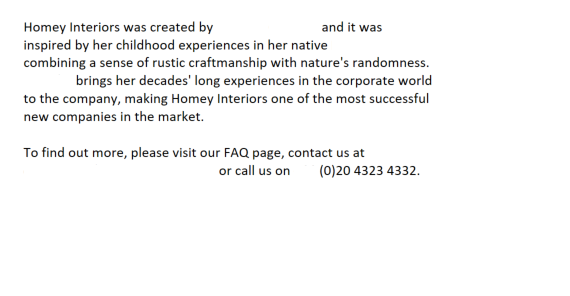 Homey Interiors was created by and it was
inspired by her childhood experiences in her native
combining a sense of rustic craftmanship with nature's randomness.
brings her decades' long experiences in the corporate world
to the company, making Homey Interiors one of the most successful
new companies in the market.
To find out more, please visit our FAQ page, contact us at
or call us on (0)20 4323 4332.